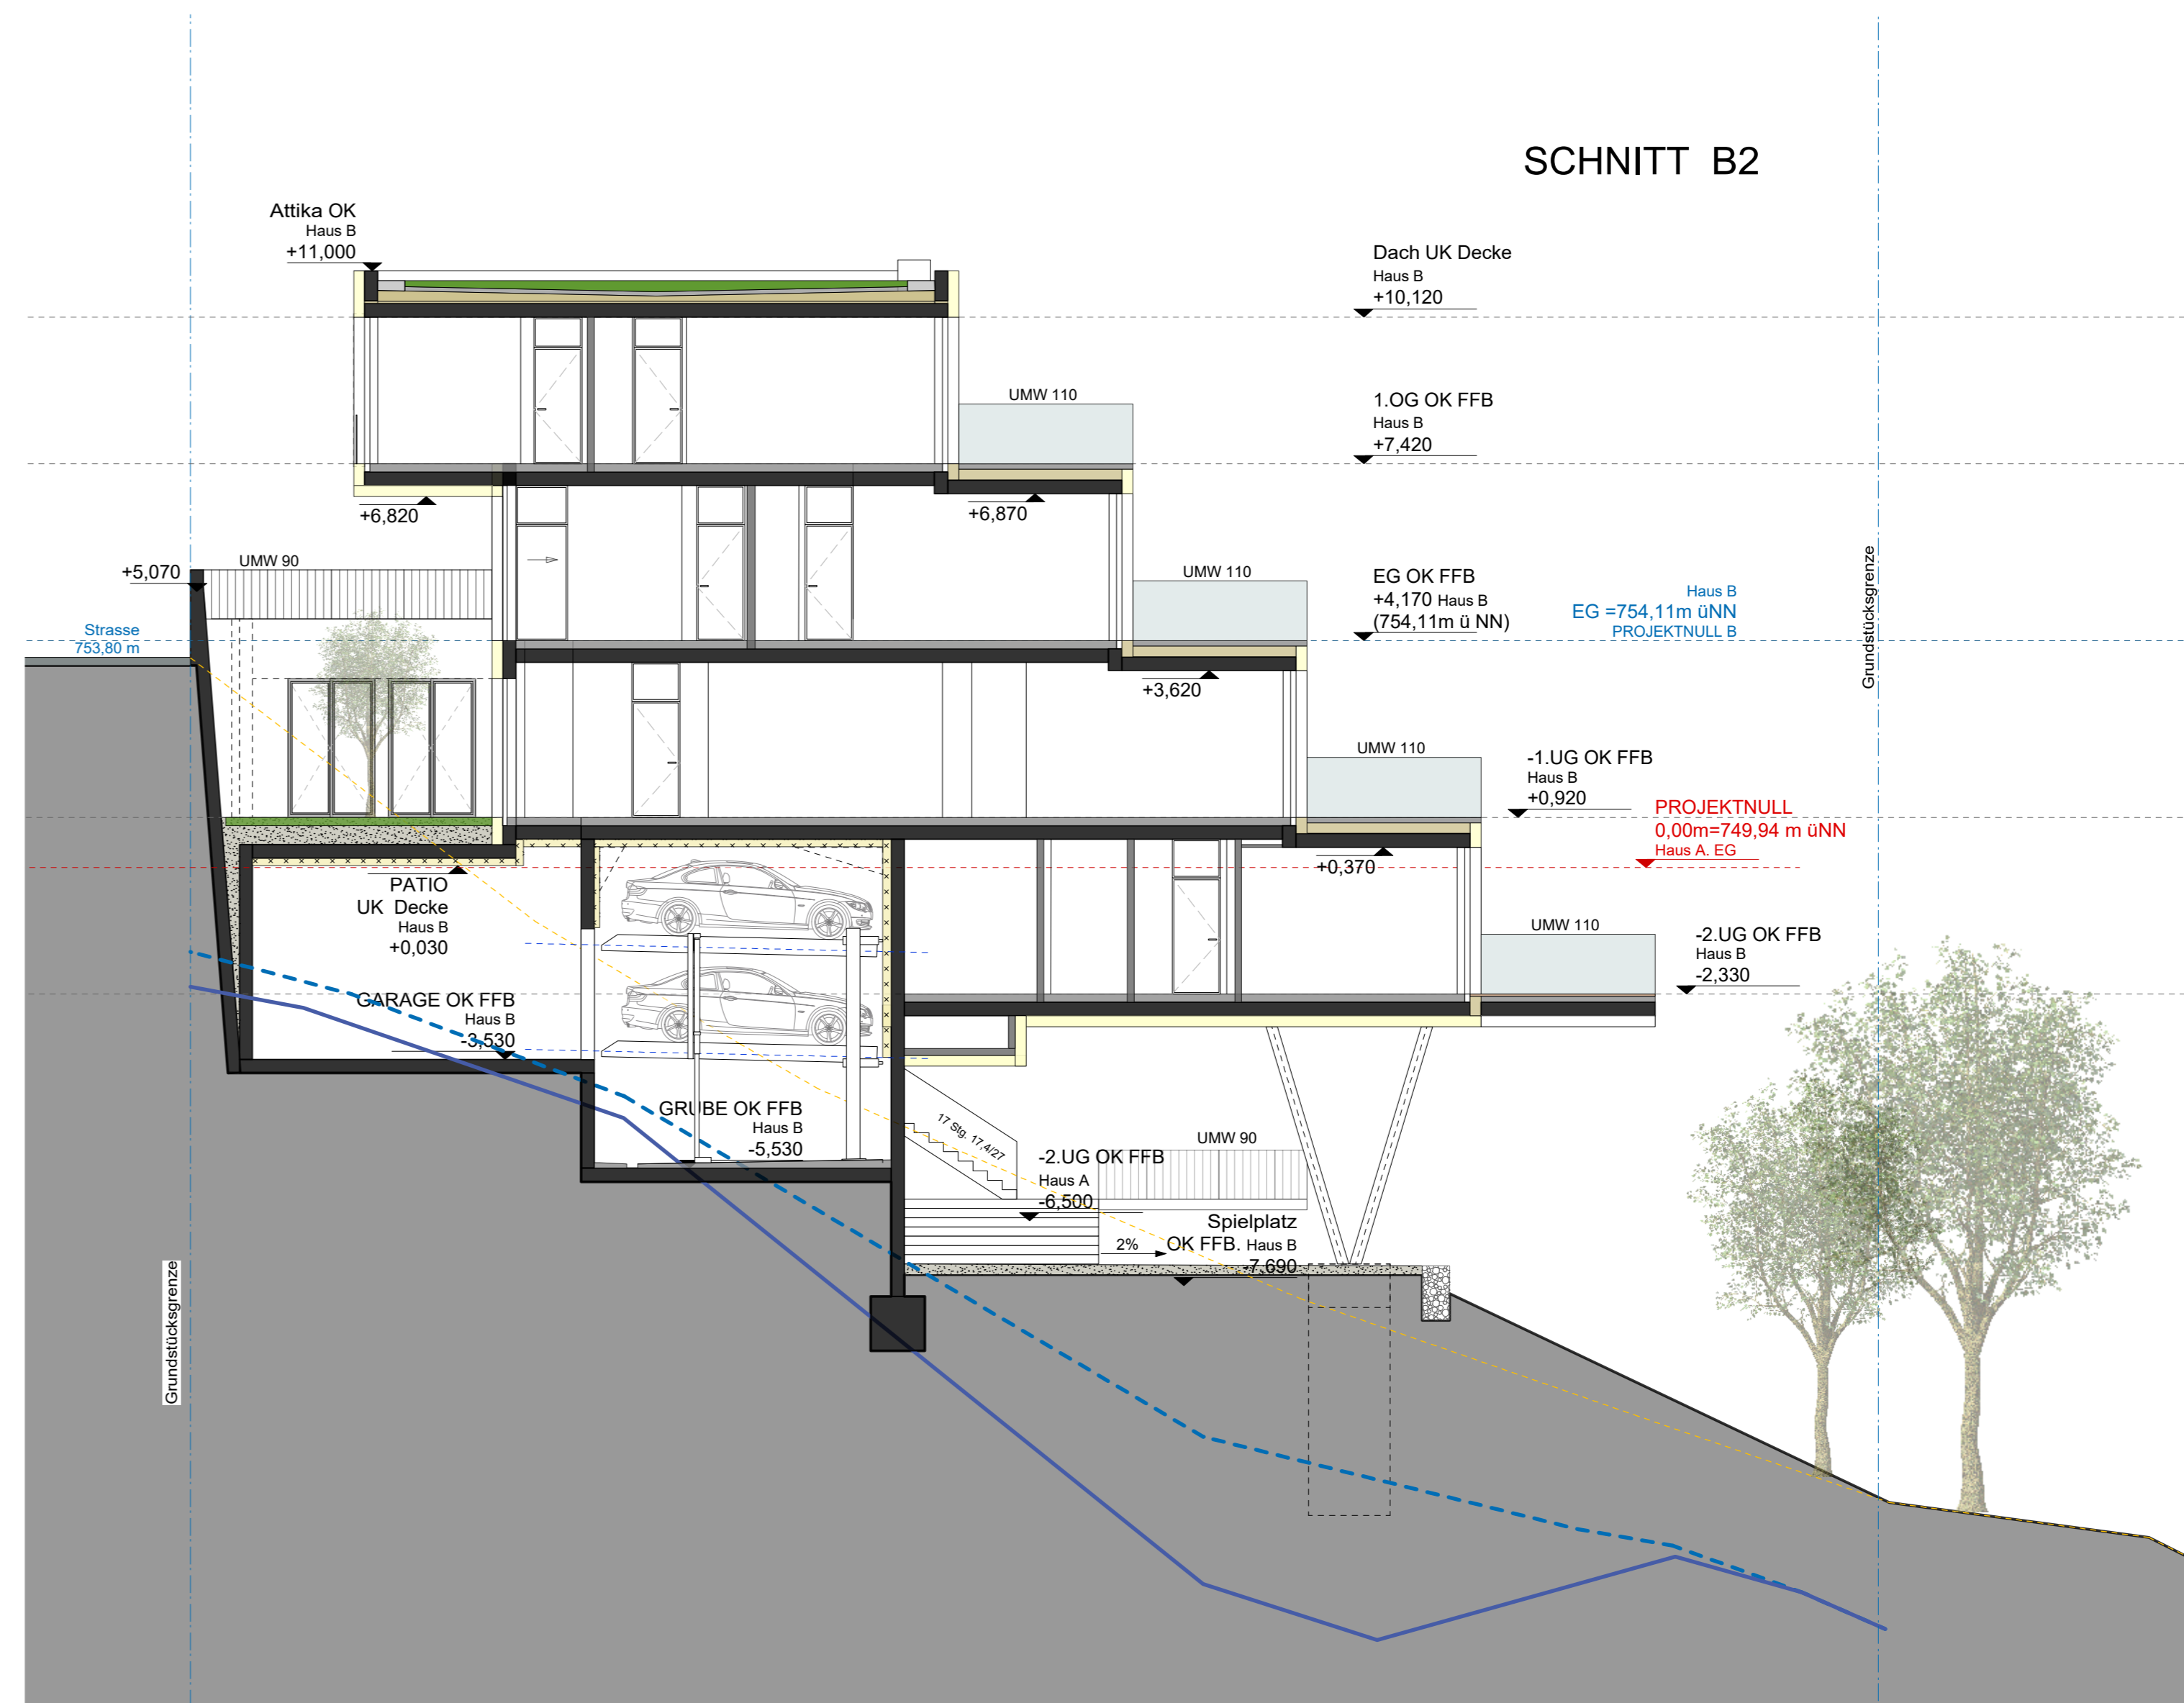 SCHNITT B2
Attika OK
Haus B
+11,000
Dach UK Decke
Haus B
+10,120
UMW 110
1.OG OK FFB
Haus B
+7,420
+6,820
+6,870
+5,070
UMW 90
UMW 110
EG OK FFB
+4,170 Haus B
(754,11m ü NN)
Haus B
EG =754,11m üNN
PROJEKTNULL B
Grundstücksgrenze
Strasse
753,80 m
+3,620
UMW 110
-1.UG OK FFB
Haus B
+0,920
PROJEKTNULL
0,00m=749,94 m üNN
Haus A. EG
+0,370
PATIO
UK Decke
Haus B
+0,030
UMW 110
-2.UG OK FFB
Haus B
-2,330
GARAGE OK FFB
Haus B
-3,530
GRUBE OK FFB
Haus B
-5,530
17 Stg. 17,4/27
UMW 90
-2.UG OK FFB
Haus A
-6,500
Spielplatz
OK FFB. Haus B
-7,690
2%
Grundstücksgrenze